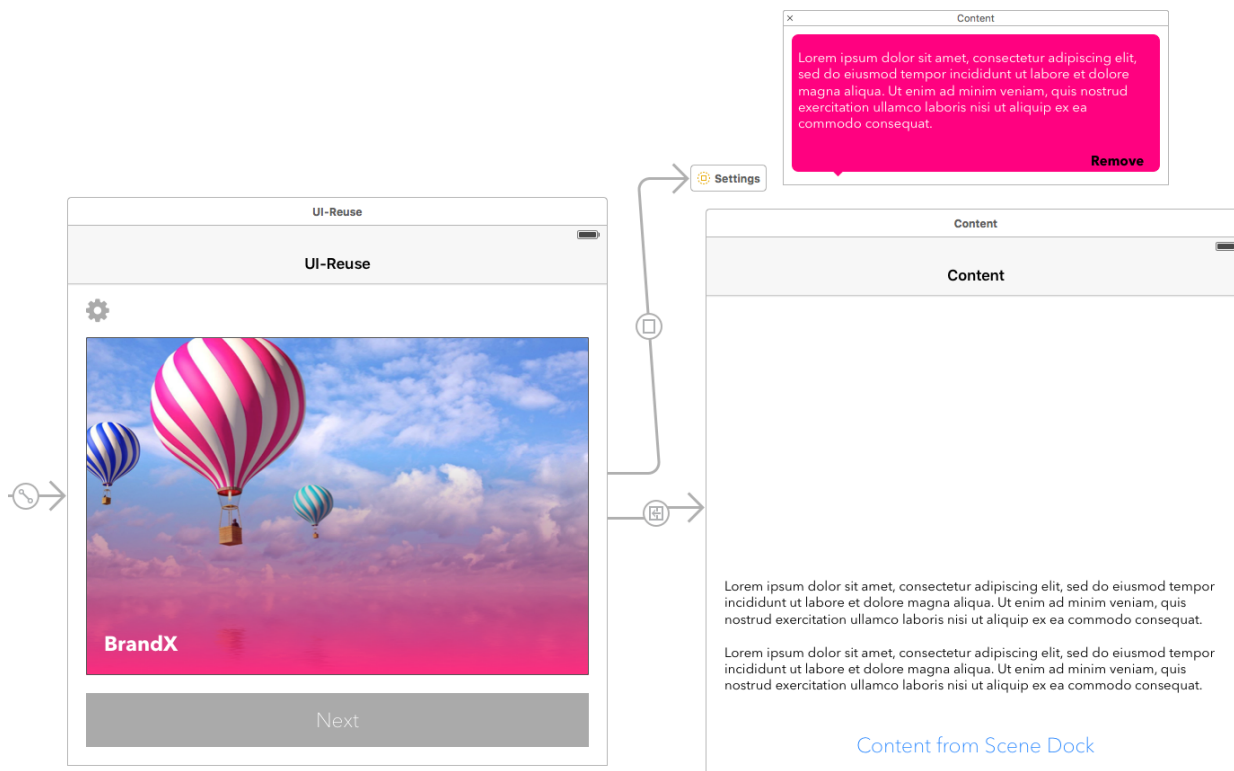 Content
Lorem ipsum dolor sit amet, consectetur adipiscing elit,
sed do eiusmod tempor incididunt ut labore et dolore
magna aliqua. Ut enim ad minim veniam, quis nostrud
exercitation ullamco laboris nisi ut aliquip ex ea
commodo consequat.
Remove
Settings
UI-Reuse
UI-Reuse
BrandX
Next
Content
Content
Lorem ipsum dolor sit amet, consectetur adipiscing elit, sed do eiusmod tempor
incididunt ut labore et dolore magna aliqua. Ut enim ad minim veniam, quis
nostrud exercitation ullamco laboris nisi ut aliquip ex ea commodo consequat.
Lorem ipsum dolor sit amet, consectetur adipiscing elit, sed do eiusmod tempor
incididunt ut labore et dolore magna aliqua. Ut enim ad minim veniam, quis
nostrud exercitation ullamco laboris nisi ut aliquip ex ea commodo consequat.
Content from Scene Dock